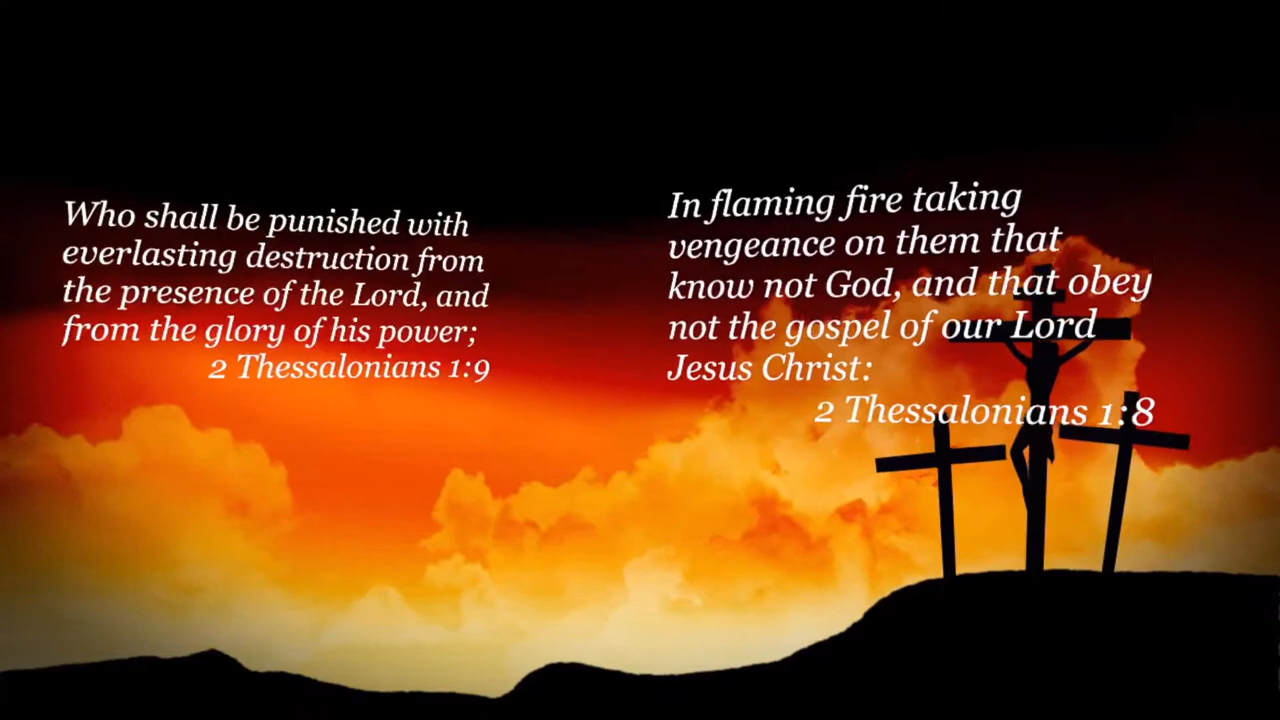 Who shall be punished with
everlasting destruction from
the presence of the Lord, and
from the glory of his power;
2 Thessalonians 1:9
In flaming fire taking
vengeance on them that
know not God, and that obey
not the gospel of our Lord
Jesus Christ:
2 Thessalonians 1:8